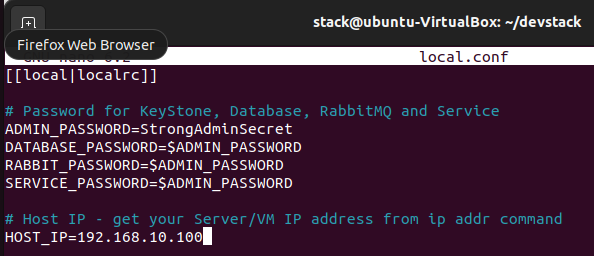 stack@ubuntu-VirtualBox: ~/devstack
Firefox Web Browser
local.conf
[[local|localrc]]
# Password for KeyStone, Database, RabbitMQ and Service
ADMIN_PASSWORD=StrongAdminSecret
DATABASE_PASSWORD=$ADMIN_PASSWORD
RABBIT_PASSWORD=$ADMIN_PASSWORD
SERVICE_PASSWORD=$ADMIN_PASSWORD
# Host IP - get your Server/VM IP address from ip addr command
HOST_IP=192.168.10.100